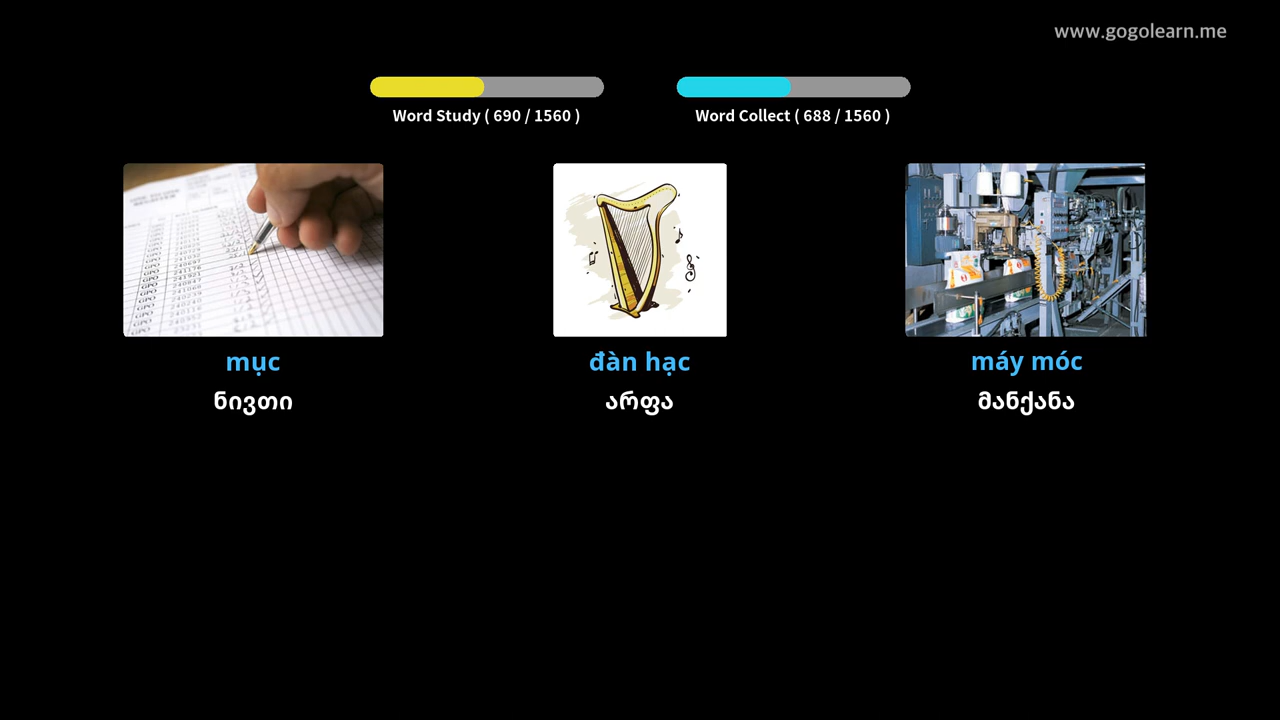 www.gogolearn.me
Word Study ( 690 / 1560 )
Word Collect ( 688 / 1560 )
mục
đàn hạc
máy móc
ნივთი
არფა
მანქანა